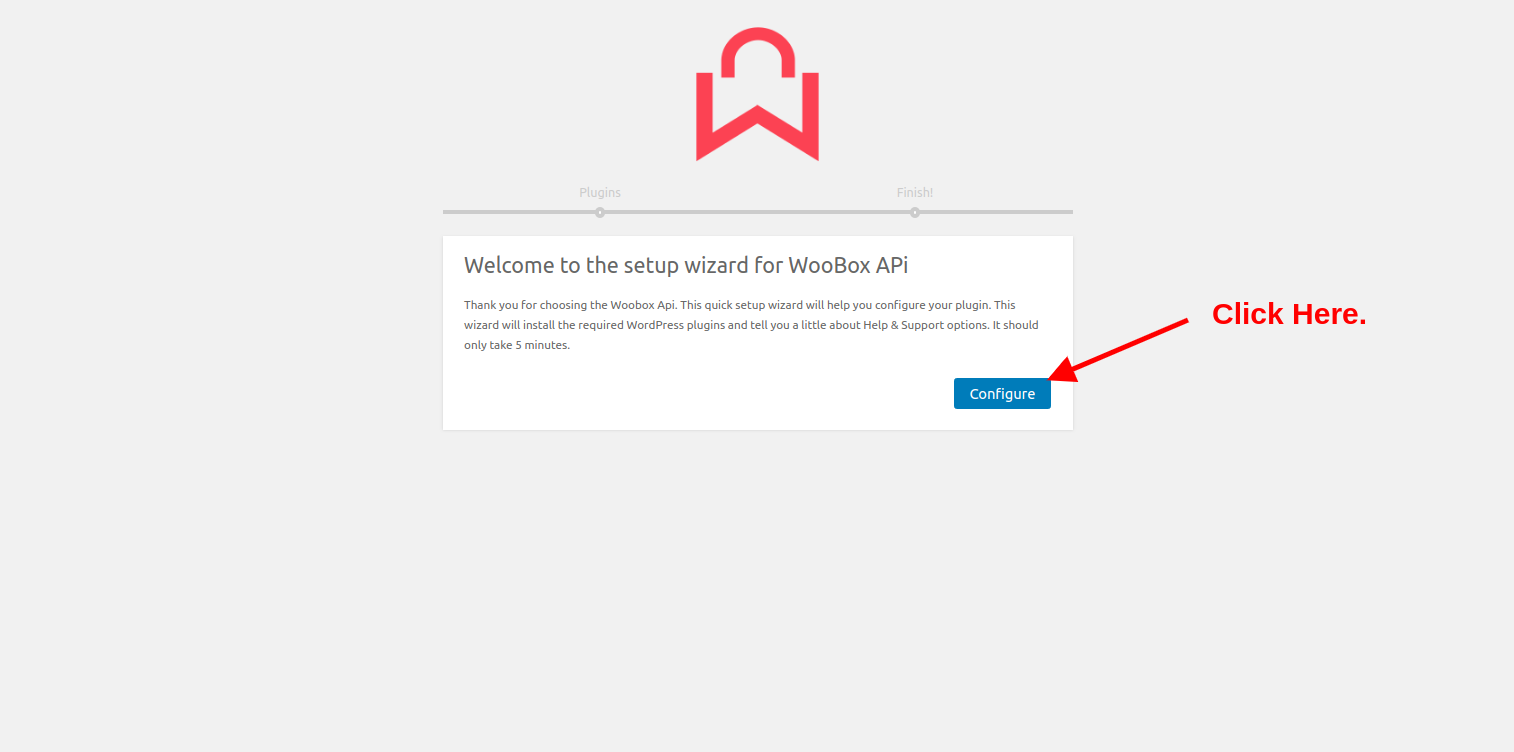 Plugins
Finish!
Welcome to the setup wizard for WooBox APi
Thank you for choosing the Woobox Api. This quick setup wizard will help you configure your plugin. This
wizard will install the required WordPress plugins and tell you a little about Help & Support options. It should
only take 5 minutes.
Click Here.
Configure